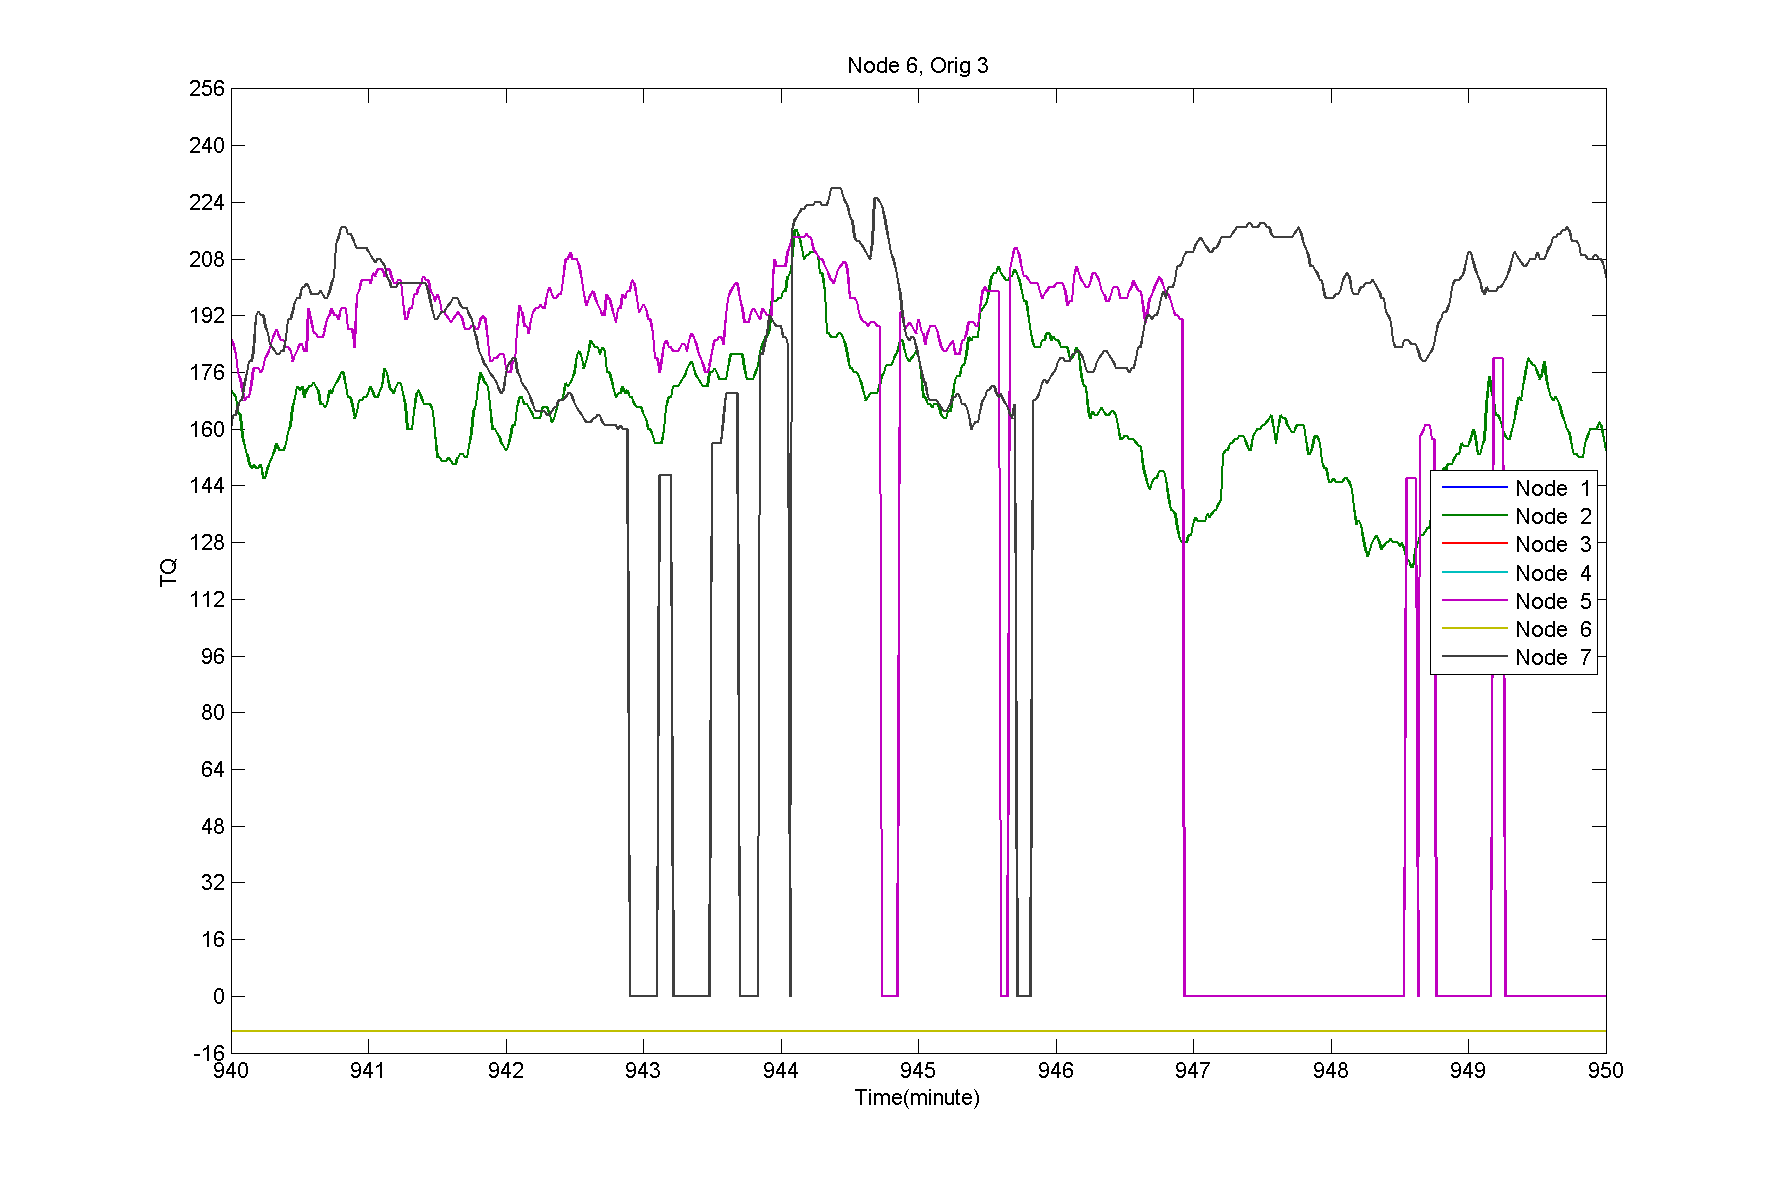 Node 6, Orig 3
256
240
224
208
192
176
160
144
128
112
96
80
64
48
32
16
0
-16
TQ
Node 1
Node 2
Node 3
Node 4
Node 5
Node 6
Node 7
940 941 942 943 944 945 946 947 948 949 950
Time(minute)